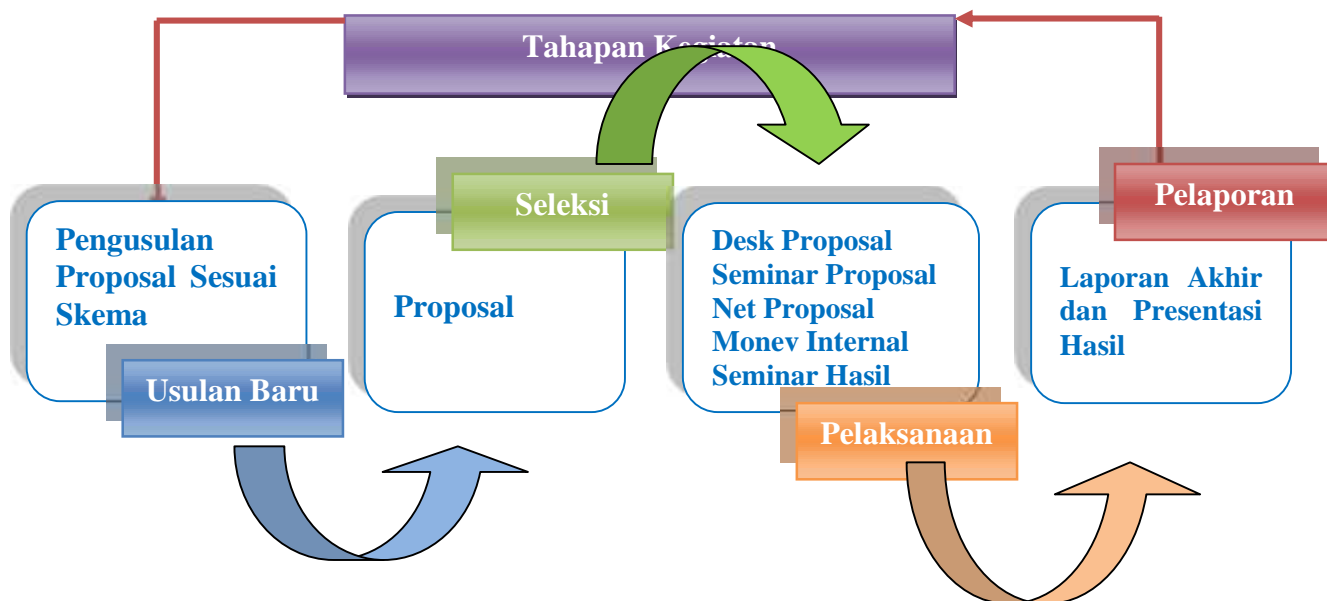 Tahapan Kegiatan
Pengusulan
Proposal Sesuai
Skema
Usulan Baru
Seleksi
Proposal
Desk Proposal
Seminar Proposal
Net Proposal
Monev Internal
Seminar Hasil
Pelaksanaan
Pelaporan
Laporan Akhir
dan Presentasi
Hasil